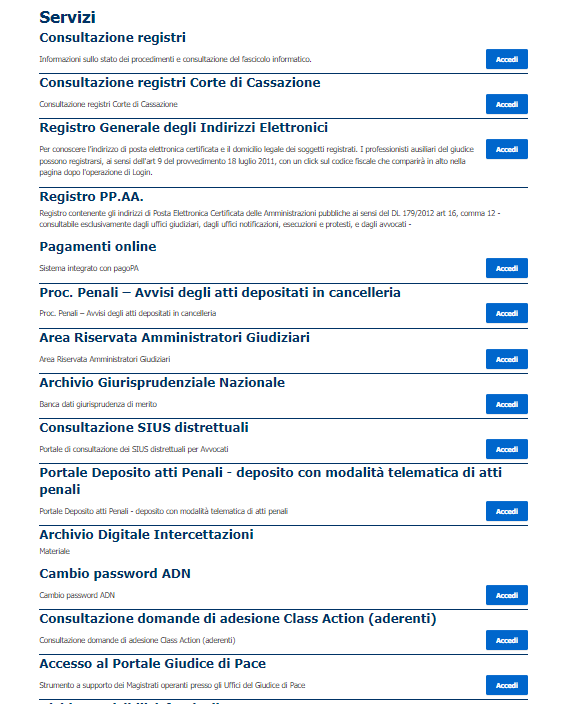 Servizi
Consultazione registri
Informazioni sullo stato dei procedimenti e consultazione del fascicolo informatico.
Accedi
Consultazione registri Corte di Cassazione
Consultazione registri Corte di Cassazione
Accedi
Registro Generale degli Indirizzi Elettronici
Per conoscere l'indirizzo di posta elettronica certificata e il domicilio legale dei soggetti registrati. I professionisti ausiliari del giudice
possono registrarsi, ai sensi dell'art 9 del provvedimento 18 luglio 2011, con un click sul codice fiscale che comparirà in alto nella
pagina dopo l'operazione di Login.
Accedi
Registro PP.AA.
Registro contenente gli indirizzi di Posta Elettronica Certificata delle Amministrazioni pubbliche ai sensi del DL 179/2012 art 16, comma 12 -
consultabile esclusivamente dagli uffici giudiziari, dagli uffici notificazioni, esecuzioni e protesti, e dagli avvocati -
Pagamenti online
Sistema integrato con pagoPA
Accedi
Proc. Penali – Avvisi degli atti depositati in cancelleria
Proc. Penali – Avvisi degli atti depositati in cancelleria
Accedi
Area Riservata Amministratori Giudiziari
Area Riservata Amministratori Giudiziari
Accedi
Archivio Giurisprudenziale Nazionale
Banca dati giurisprudenza di merito
Accedi
Consultazione SIUS distrettuali
Portale di consultazione dei SIUS distrettuali per Avvocati
Accedi
Portale Deposito atti Penali - deposito con modalità telematica di atti
penali
Portale Deposito atti Penali - deposito con modalità telematica di atti penali
Accedi
Archivio Digitale Intercettazioni
Materiale
Cambio password ADN
Cambio password ADN
Accedi
Consultazione domande di adesione Class Action (aderenti)
Consultazione domande di adesione Class Action (aderenti)
Accedi
Accesso al Portale Giudice di Pace
Strumento a supporto dei Magistrati operanti presso gli Uffici del Giudice di Pace
Accedi